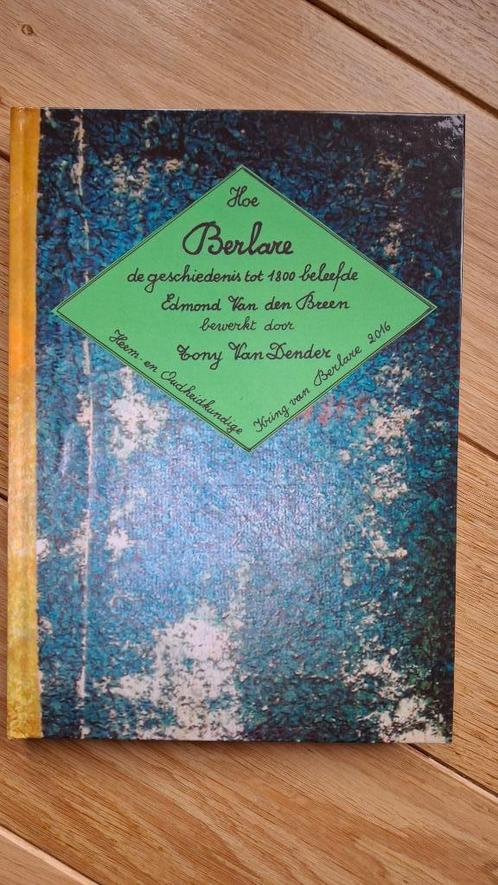 Hoe
Berlare
de geschiedenis tot 1800 beleefde
Edmond Van den Breen
bewerkt door
Tony Van Dender
Heem- en Oudheidkundige
Kring van Berlare 2016